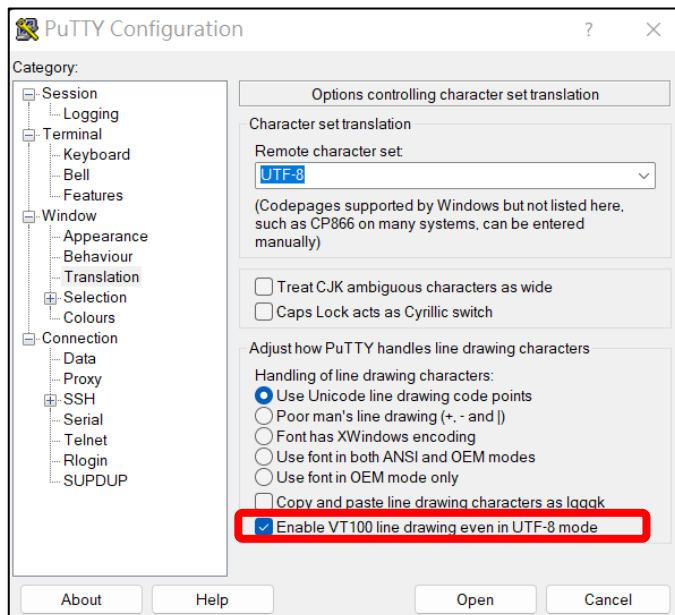 PuTTY Configuration
?
Category:
Session
Logging
Terminal
Keyboard
Bell
Features
Window
Appearance
Behaviour
Translation
Selection
Colours
Connection
Data
Proxy
SSH
Serial
Telnet
Rlogin
SUPDUP
Options controlling character set translation
Character set translation
Remote character set:
UTF-8
(Codepages supported by Windows but not listed here,
such as CP866 on many systems, can be entered
manually)
Treat CJK ambiguous characters as wide
Caps Lock acts as Cyrillic switch
Adjust how PuTTY handles line drawing characters
Handling of line drawing characters:
Use Unicode line drawing code points
Poor man's line drawing (+, - and |)
Font has XWindows encoding
Use font in both ANSI and OEM modes
Use font in OEM mode only
Copy and paste line drawing characters as lqqqk
Enable VT100 line drawing even in UTF-8 mode
About
Help
Open
Cancel